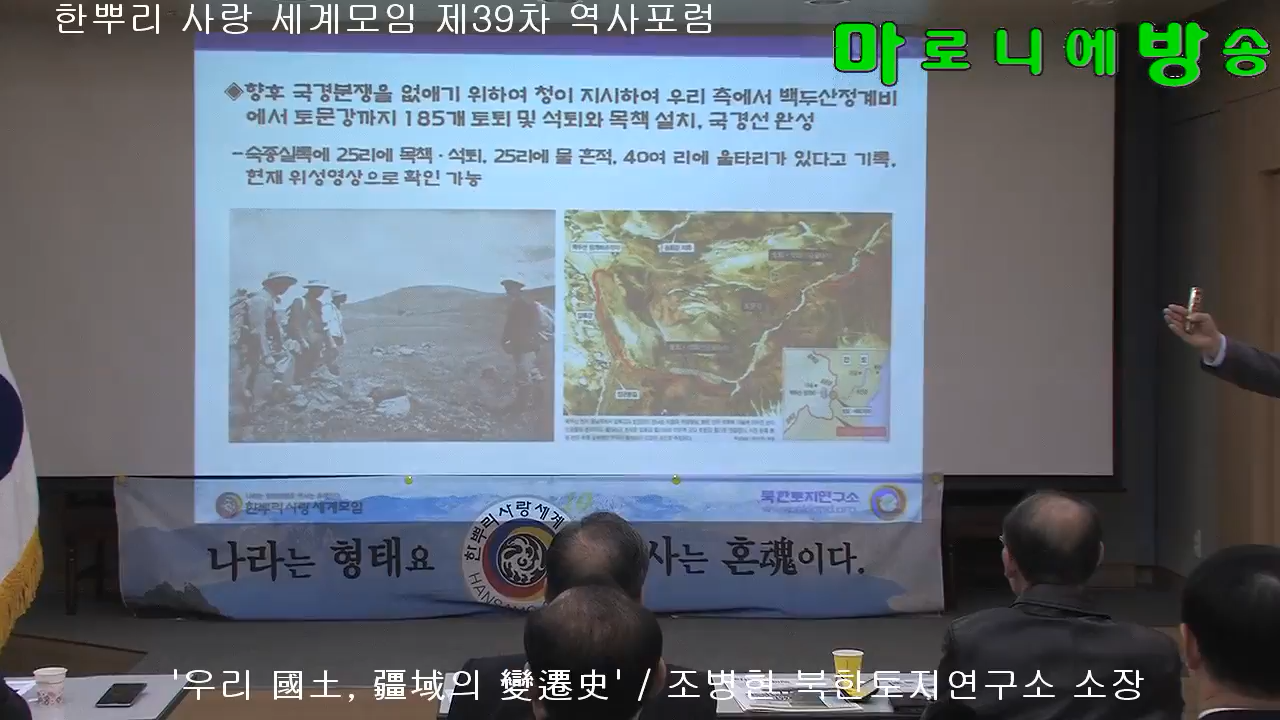 한뿌리 사랑 세계모임 제39차 역사포럼
마로니에방송
◈향후 국경분쟁을 없애기 위하여 청이 지시하여 우리 측에서 백두산정계비
에서 토문강까지 185개 토퇴 및 석퇴와 목책 설치, 국경선 완성
-숙종실록에 25리에 목책·석퇴, 25리에 물 흔적, 40여 리에 울타리가 있다고 기록,
현재 위성영상으로 확인 가능
한뿌리사랑세계모임
북한토지연구소
한뿌리사랑세계
나라는 형태요
사는 혼魂이다.
'우리 國土, 疆域의 變遷史' / 조병현 북한토지연구소 소장